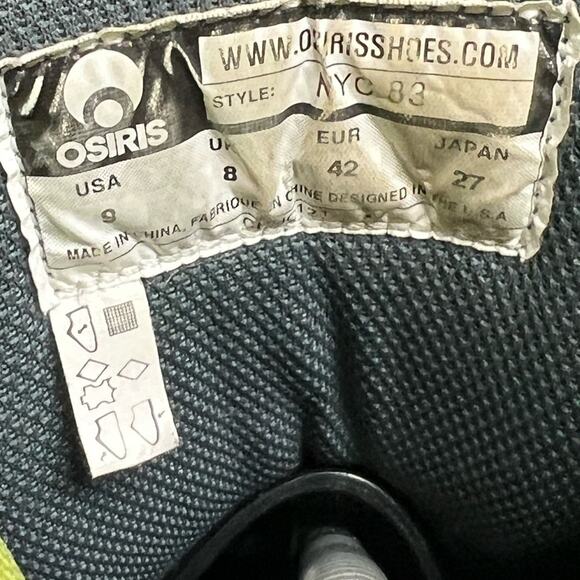 WWW.OSIRISSHOES.COM
STYLE: NYC 83
OSIRIS
USA EUR JAPAN
9 8 42 27
MADE IN CHINA, FABRIQUE EN CHINE DESIGNED IN THE U.S.A